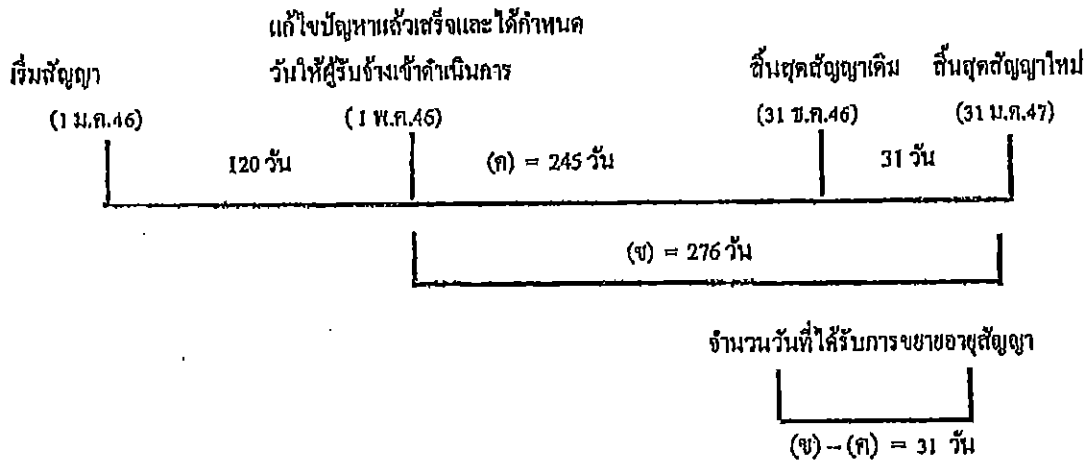 แก้ไขปัญหาแล้วเสร็จและได้กำหนด
เริ่มสัญญา วันให้ผู้รับจ้างเข้าดำเนินการ สิ้นสุดสัญญาเดิม สิ้นสุดสัญญาใหม่
(1 ม.ค.46) (1 พ.ค.46) (31 ธ.ค.46) (31 ม.ค.47)
120 วัน (ค) = 245 วัน 31 วัน
(ข) = 276 วัน
จำนวนวันที่ได้รับการขยายอายุสัญญา
(ข) – (ค) = 31 วัน